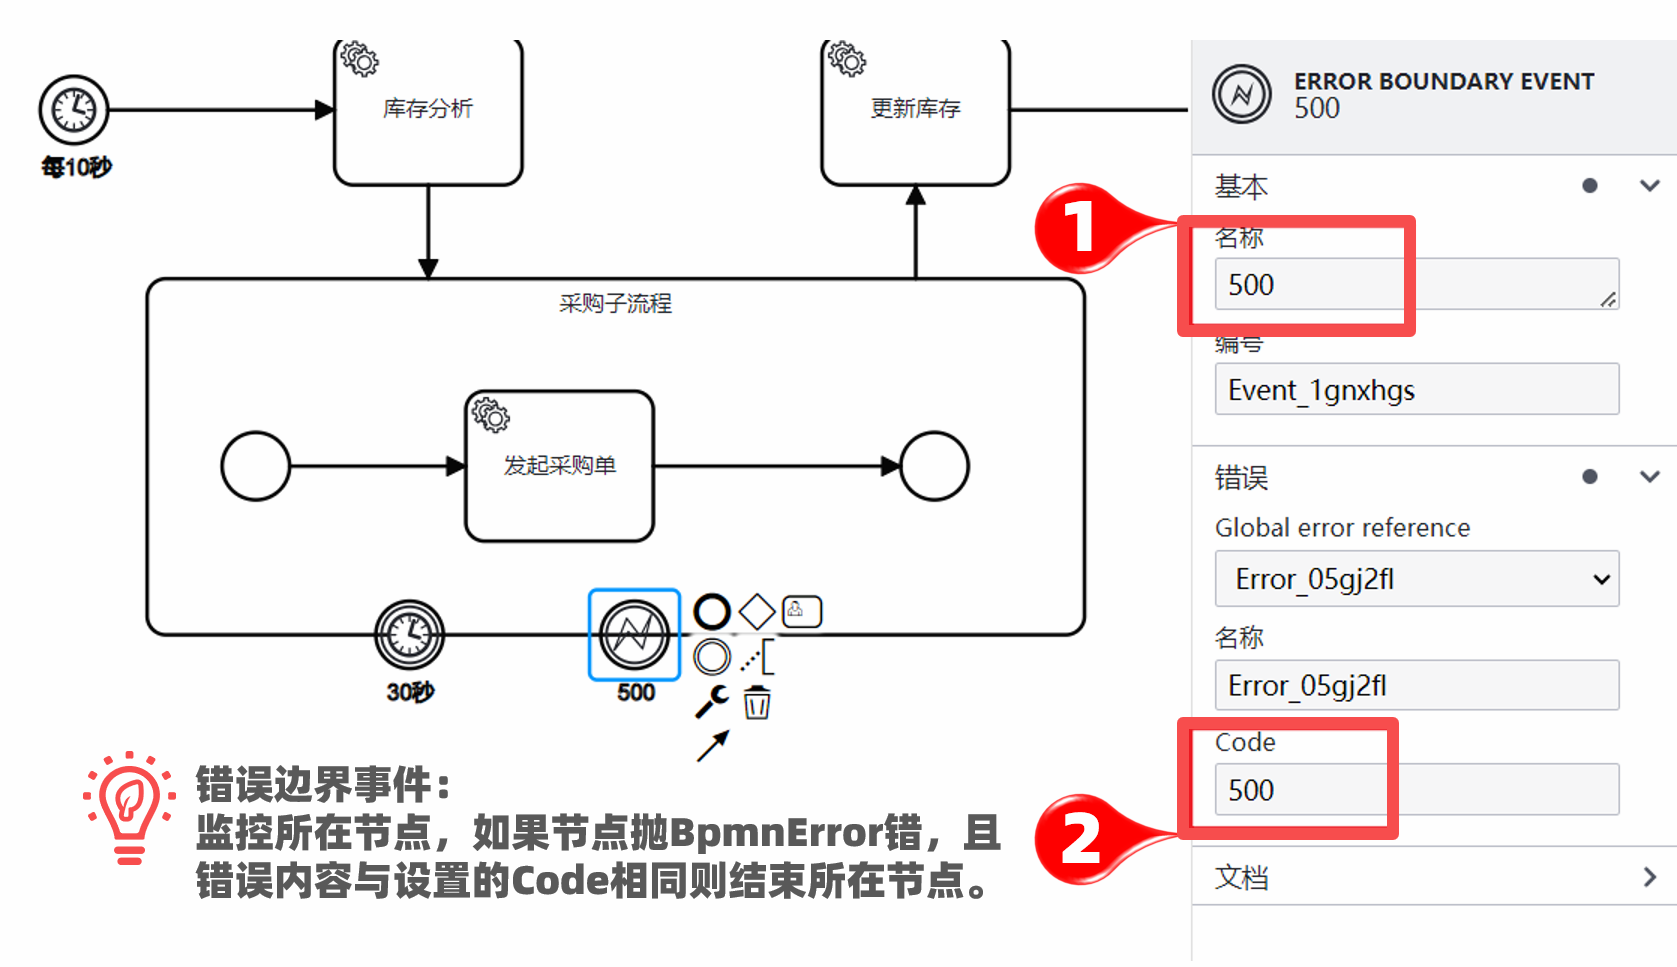 库存分析
更新库存
每10秒
采购子流程
发起采购单
30秒
500
错误边界事件：
监控所在节点，如果节点抛BpmnError错，且
错误内容与设置的Code相同则结束所在节点。
ERROR BOUNDARY EVENT
500
基本
1
名称
500
编号
Event_1gnxhgs
错误
Global error reference
Error_05gj2fl
名称
Error_05gj2fl
Code
500
2
文档